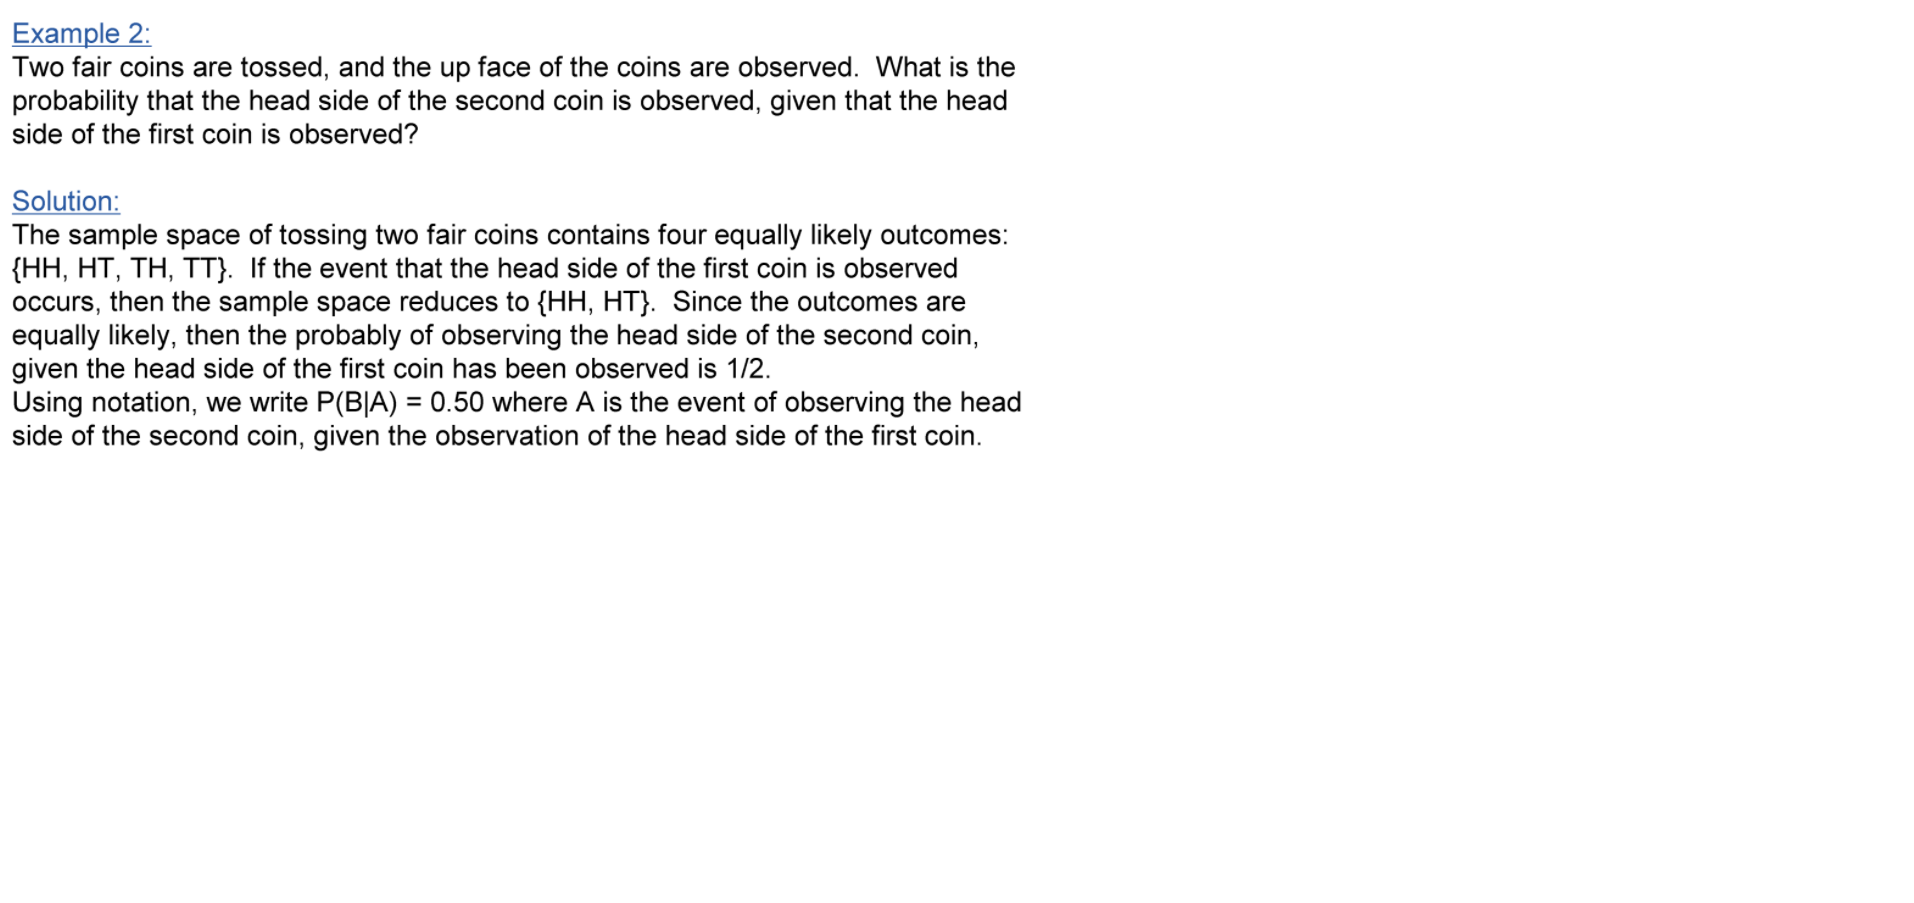 Example 2:
Two fair coins are tossed, and the up face of the coins are observed.  What is the
probability that the head side of the second coin is observed, given that the head
side of the first coin is observed?
Solution:
The sample space of tossing two fair coins contains four equally likely outcomes:
{HH, HT, TH, TT}.  If the event that the head side of the first coin is observed
occurs, then the sample space reduces to {HH, HT}.  Since the outcomes are
equally likely, then the probably of observing the head side of the second coin,
given the head side of the first coin has been observed is 1/2.
Using notation, we write P(B|A) = 0.50 where A is the event of observing the head
side of the second coin, given the observation of the head side of the first coin.